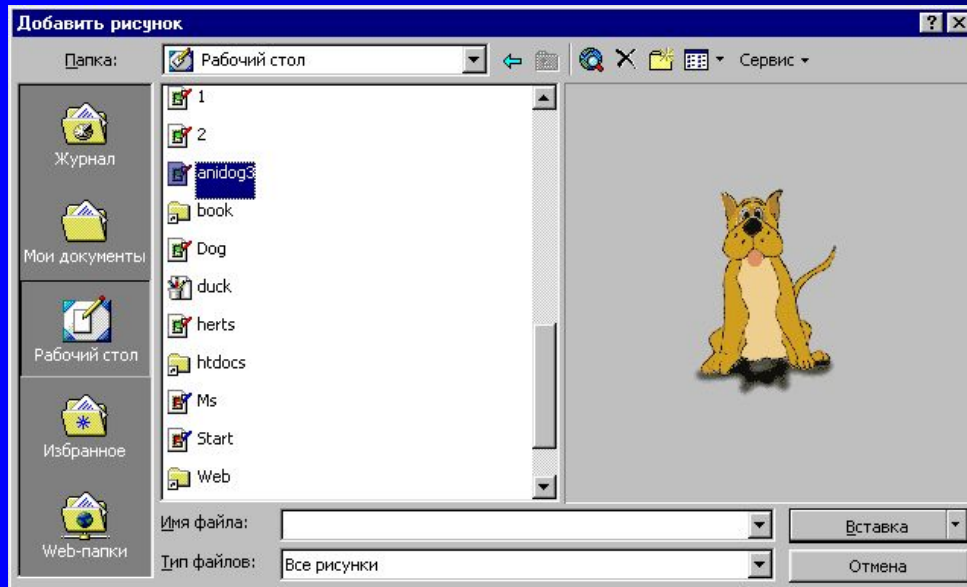 Добавить рисунок
Папка: Рабочий стол Сервис
Журнал
Мои документы
Рабочий стол
Избранное
Web-папки
1
2
anidog3
book
Dog
duck
herts
htdocs
Ms
Start
Web
Имя файла: Вставка
Тип файлов: Все рисунки Отмена